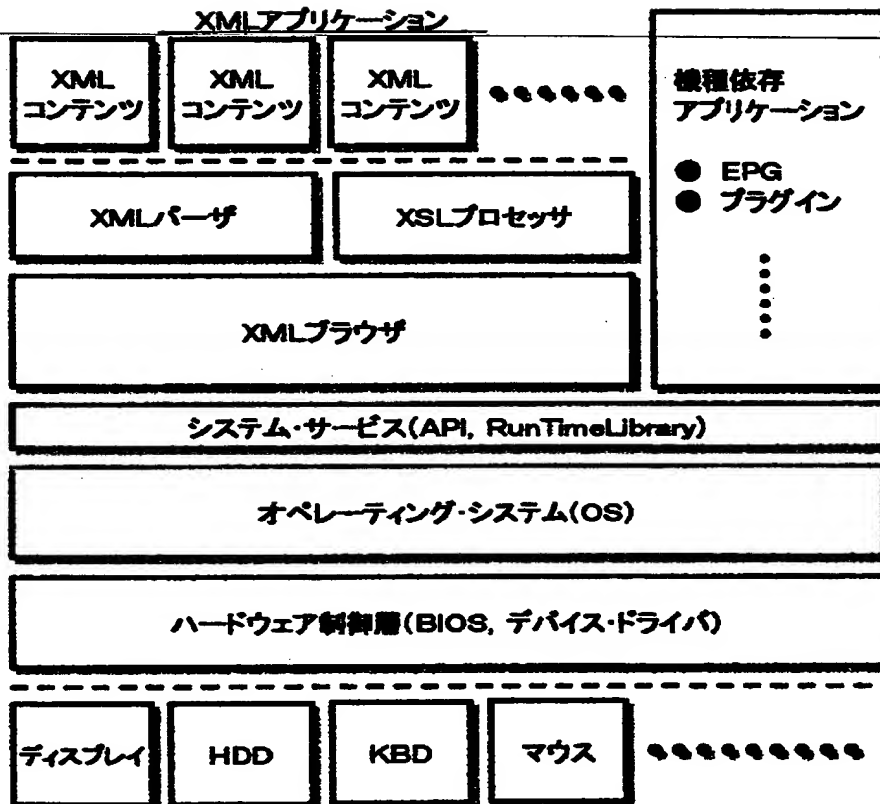 XMLアプリケーション
XML
コンテンツ
XML
コンテンツ
XML
コンテンツ
機種依存
アプリケーション
● EPG
● プラグイン
XMLパーザ
XSLプロセッサ
XMLブラウザ
システム・サービス(API, RunTimeLibrary)
オペレーティング・システム(OS)
ハードウェア制御層(BIOS, デバイス・ドライバ)
ディスプレイ
HDD
KBD
マウス